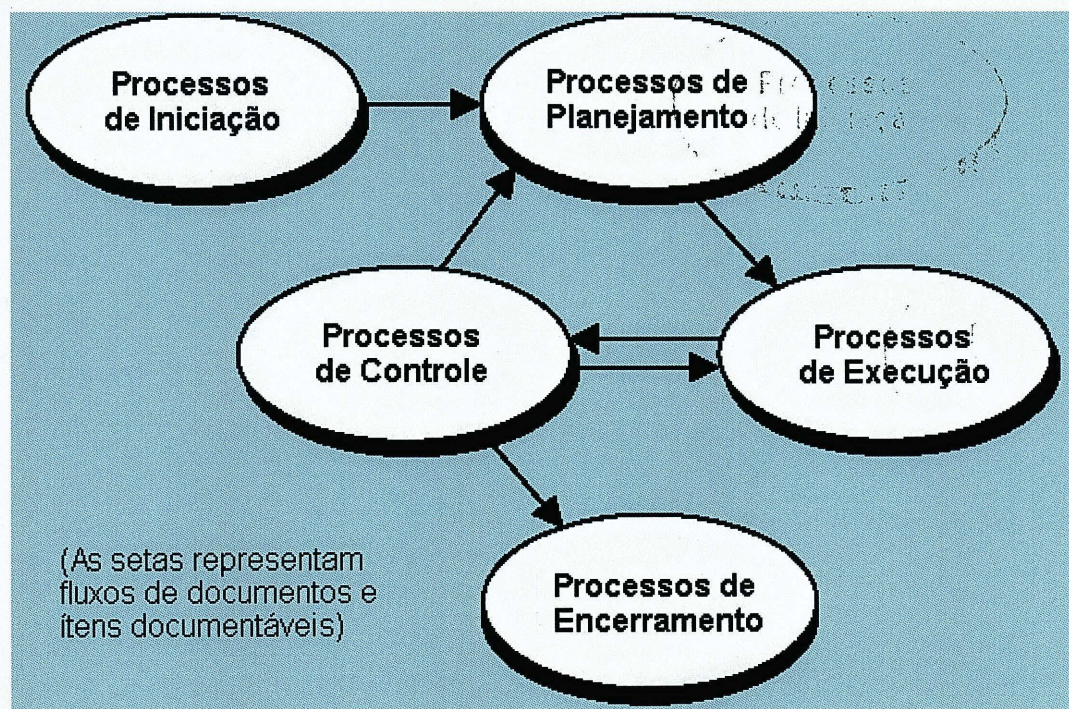 Processos
de Iniciação
Processos de
Planejamento
Processos
de Controle
Processos
de Execução
Processos de
Encerramento
(As setas representam
fluxos de documentos e
ítens documentáveis)